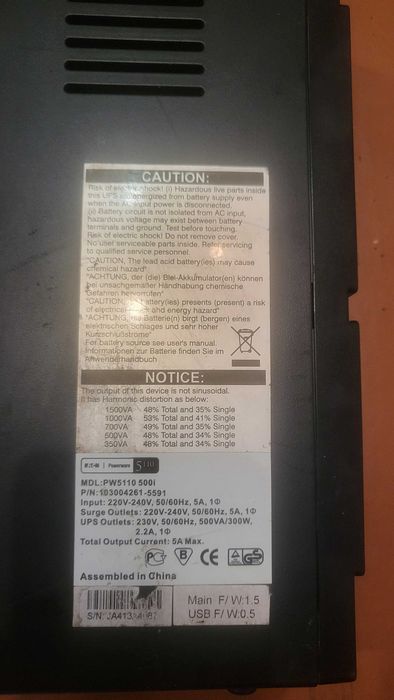 CAUTION:
Risk of electric shock! (i) Hazardous live parts inside
this UPS are energized from battery supply even
when the AC input power is disconnected.
(ii) Battery circuit is not isolated from AC input,
hazardous voltage may exist between battery
terminals and ground. Test before touching.
Risk of electric shock! Do not remove cover.
No user serviceable parts inside. Refer servicing
to qualified service personnel.
"CAUTION, The lead acid battery(ies) may cause
chemical hazard"
"ACHTUNG, der (die) Blei-Akkumulator(en) können
bei unsachgemäßer Handhabung chemische
Gefahren hervorrufen"
"CAUTION, battery(ies) presents (present) a risk
of electrical shock and energy hazard"
"ACHTUNG, die Batterie(n) birgt (bergen) eines
elektrischen Schlages und sehr hoher
Kurzschlußstrome"
For battery source see user's manual.
Informationen zur Batterie finden Sie im
Anwenderhandbuch
NOTICE:
The output of this device is not sinusoidal.
It has Harmonic distortion as below:
1500VA 48% Total and 35% Single
1000VA 53% Total and 41% Single
700VA 49% Total and 35% Single
500VA 48% Total and 34% Single
350VA 48% Total and 34% Single
EATON Powerware 5110
MDL:PW5110 500i
P/N:103004261-5591
Input: 220V-240V, 50/60Hz, 5A, 1Φ
Surge Outlets: 220V-240V, 50/60Hz, 5A, 1Φ
UPS Outlets: 230V, 50/60Hz, 500VA/300W,
2.2A, 1Φ
Total Output Current: 5A Max.
B CE GS
Assembled in China
S/N:
Main F/W:1.5
USB F/W:0.5